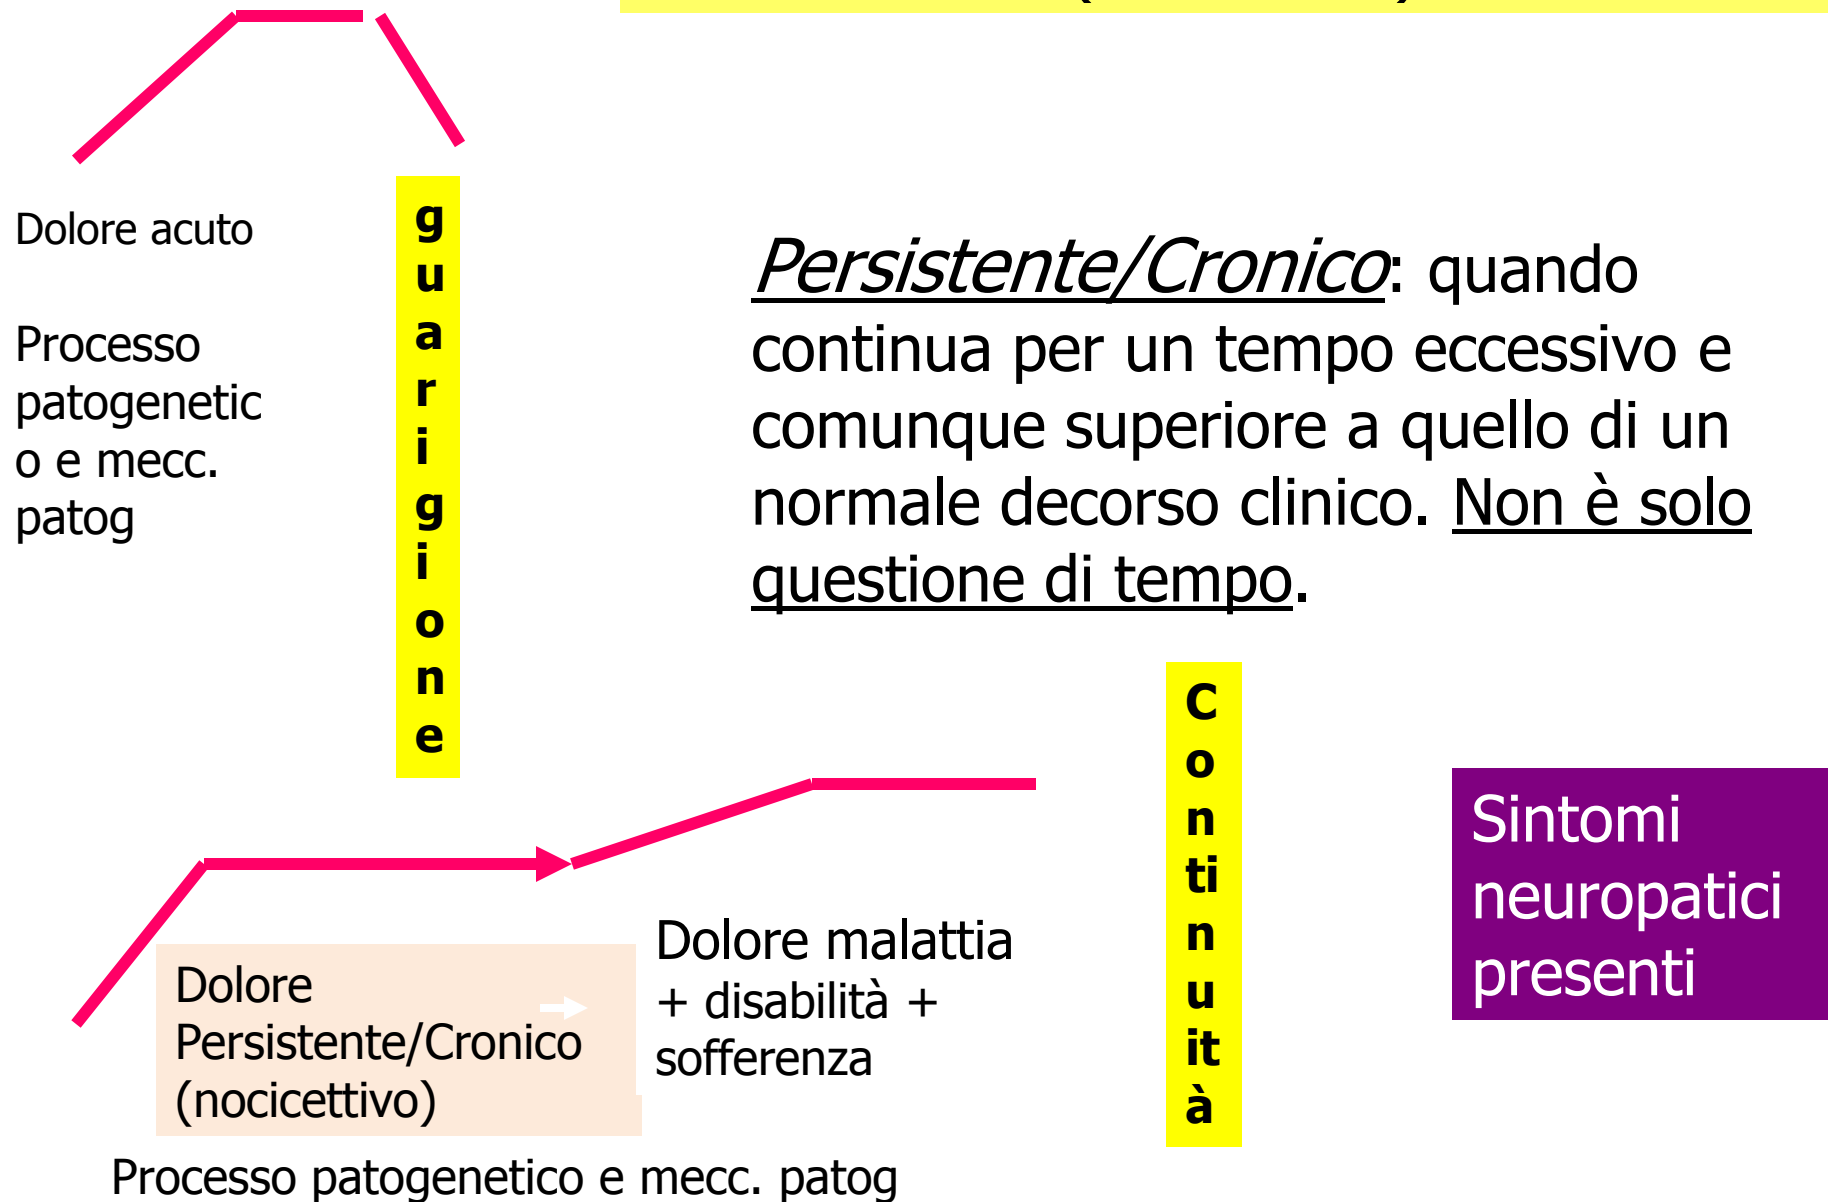 Dolore acuto
Processo
patogenetic
o e mecc.
patog
guarigione
Persistente/Cronico: quando
continua per un tempo eccessivo e
comunque superiore a quello di un
normale decorso clinico. Non è solo
questione di tempo.
Continuità
Sintomi
neuropatici
presenti
Dolore
Persistente/Cronico
(nocicettivo)
Dolore malattia
+ disabilità +
sofferenza
Processo patogenetico e mecc. patog